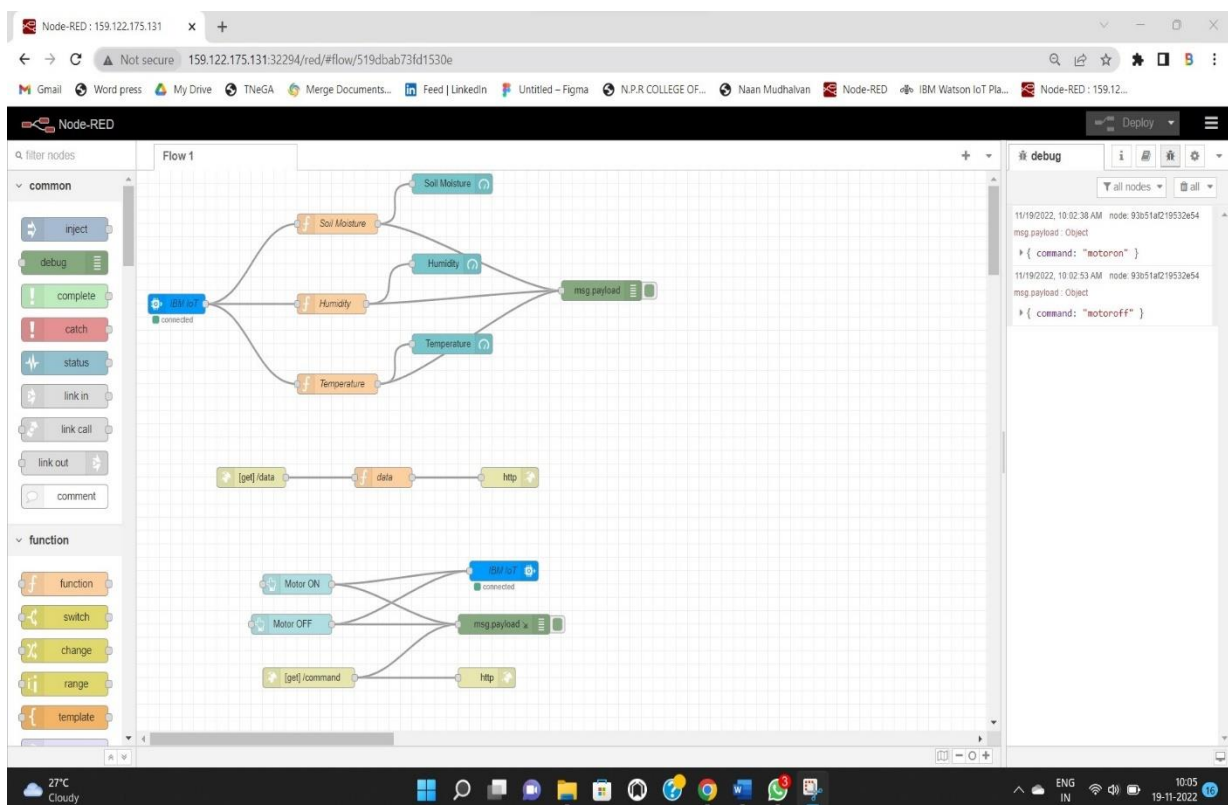 Node-RED : 159.122.175.131
Not secure 159.122.175.131:32294/red/#flow/519dbab73fd1530e
Gmail Word press My Drive TNeGA Merge Documents... Feed | LinkedIn Untitled – Figma N.P.R COLLEGE OF... Naan Mudhalvan Node-RED IBM Watson IoT Pla... Node-RED : 159.12...
Node-RED Deploy
filter nodes
Flow 1
debug
all nodes
all
common
inject
debug
complete
catch
status
link in
link call
link out
comment
function
function
switch
change
range
template
Soil Moisture
Soil Moisture
Humidity
msg.payload
IBM IoT
connected
Humidity
Temperature
Temperature
[get] /data
data
http
IBM IoT
connected
Motor ON
Motor OFF
msg.payload
[get] /command
http
11/19/2022, 10:02:38 AM node: 93b51af219532e54
msg.payload : Object
{ command: "motoron" }
11/19/2022, 10:02:53 AM node: 93b51af219532e54
msg.payload : Object
{ command: "motoroff" }
27°C
Cloudy
3
ENG
IN
10:05
19-11-2022
16